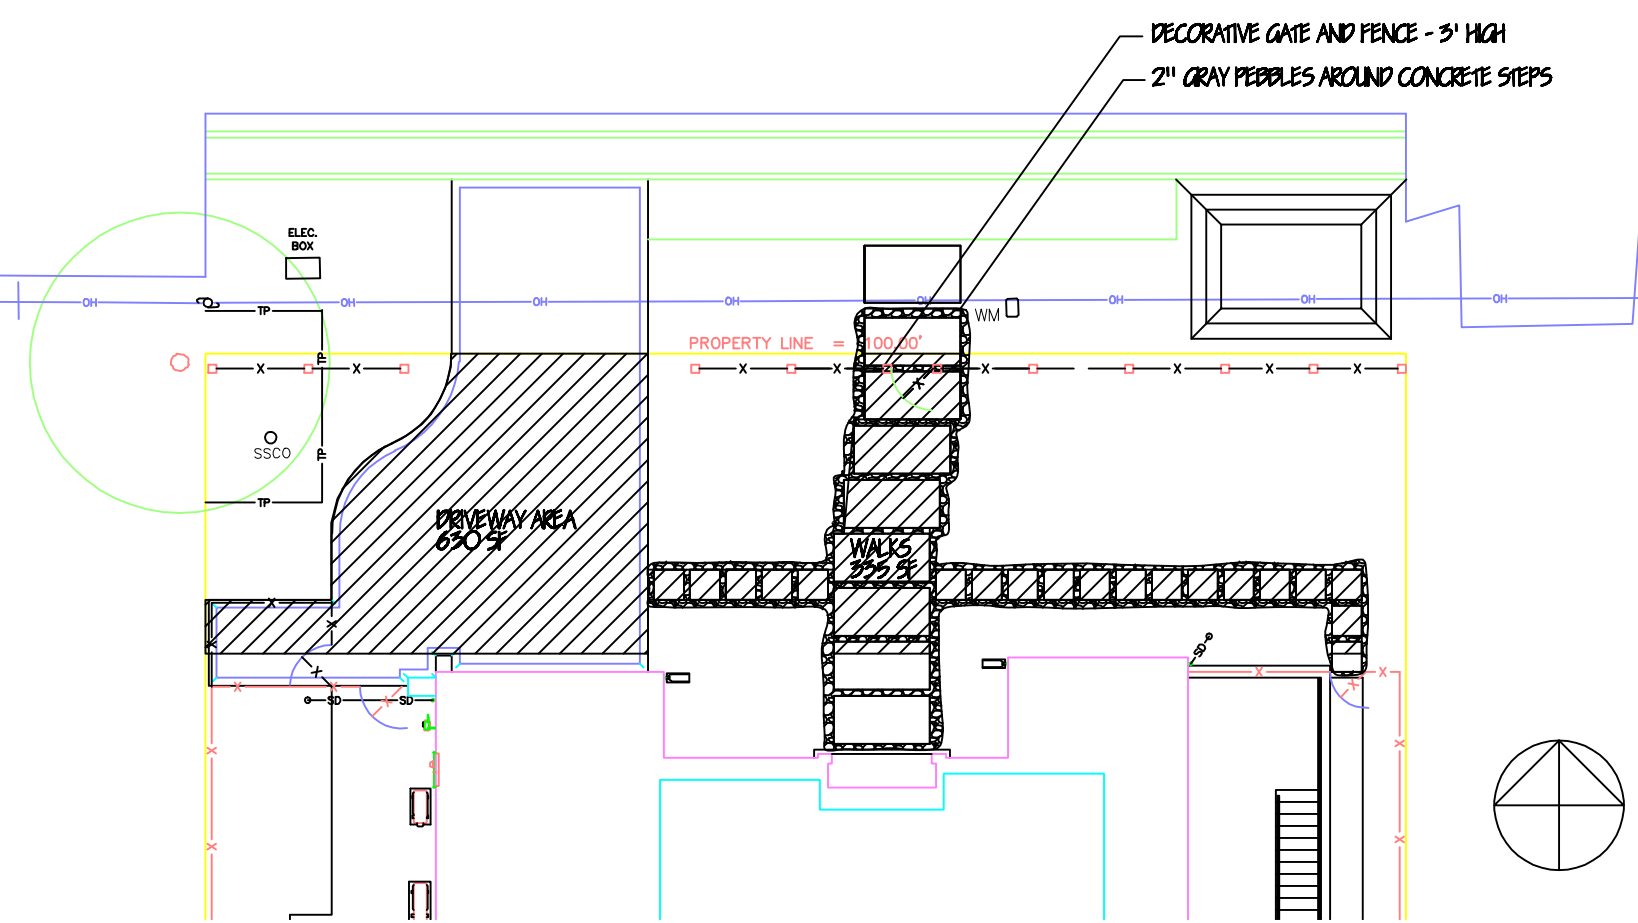 DECORATIVE GATE AND FENCE - 3' HIGH
2" GRAY PEBBLES AROUND CONCRETE STEPS
ELEC.
BOX
OH
OH
OH
OH
OH
OH
OH
OH
TP
WM
PROPERTY LINE = 100.00'
TP
X
X
X
X
X
X
X
X
X
SSCO
TP
TP
DRIVEWAY AREA
630 SF
WALKS
335 SF
X
X
X
SD
X
X
X
X
X
X
X
SD
SD
X
X
X
X
X